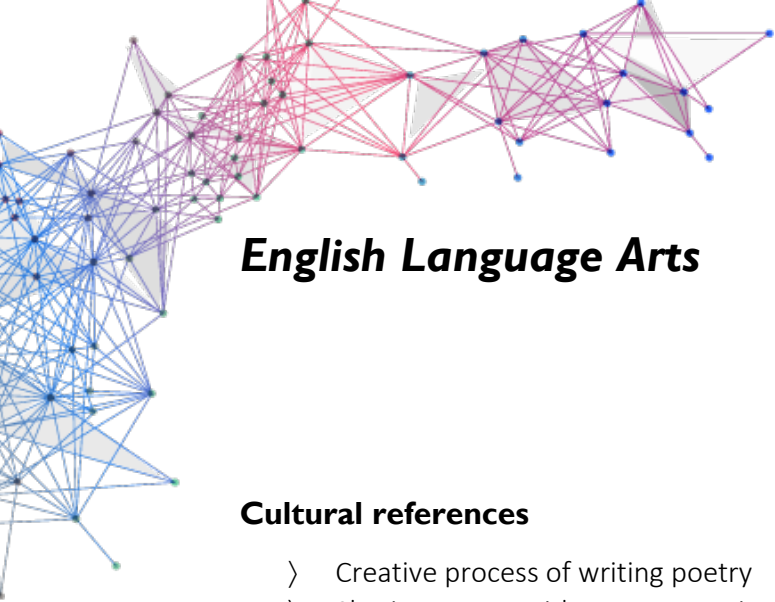 English Language Arts
Cultural references
〉 Creative process of writing poetry